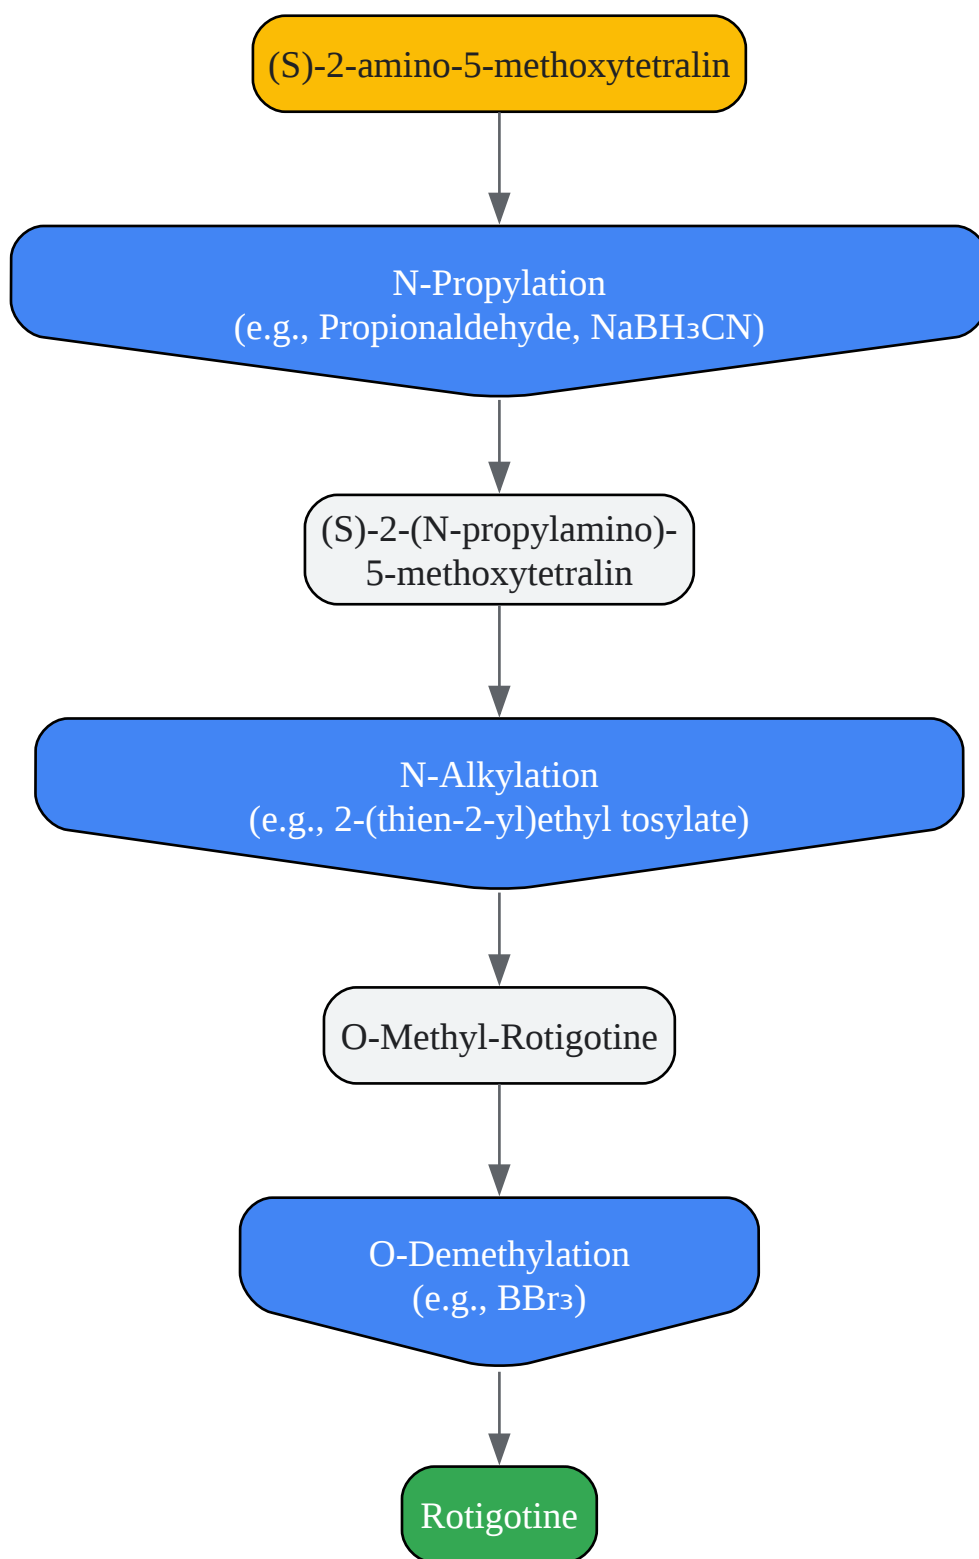 (S)-2-amino-5-methoxytetralin
N-Propylation
(e.g., Propionaldehyde, NaBH₃CN)
(S)-2-(N-propylamino)-
5-methoxytetralin
N-Alkylation
(e.g., 2-(thien-2-yl)ethyl tosylate)
O-Methyl-Rotigotine
O-Demethylation
(e.g., BBr₃)
Rotigotine